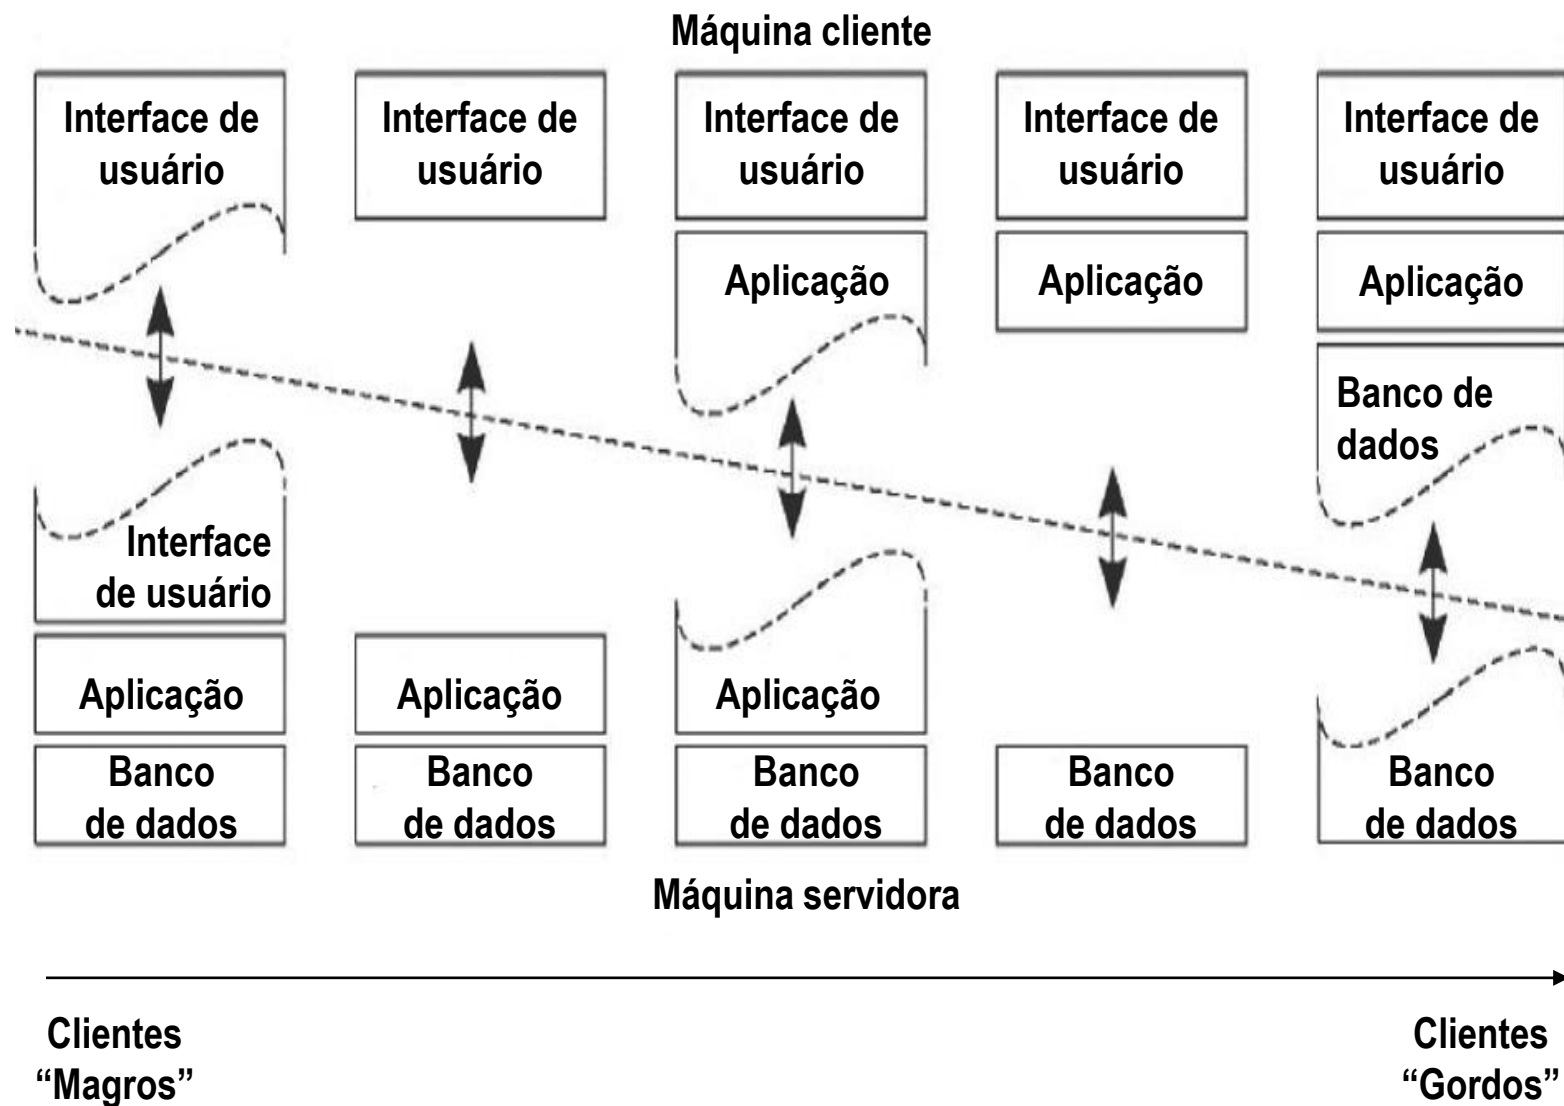 Máquina cliente
Interface de
usuário
Interface de
usuário
Interface de
usuário
Interface de
usuário
Interface de
usuário
Aplicação
Aplicação
Aplicação
Banco de
dados
Interface
de usuário
Aplicação
Aplicação
Aplicação
Banco
de dados
Banco
de dados
Banco
de dados
Banco
de dados
Banco
de dados
Máquina servidora
Clientes
“Magros”
Clientes
“Gordos”